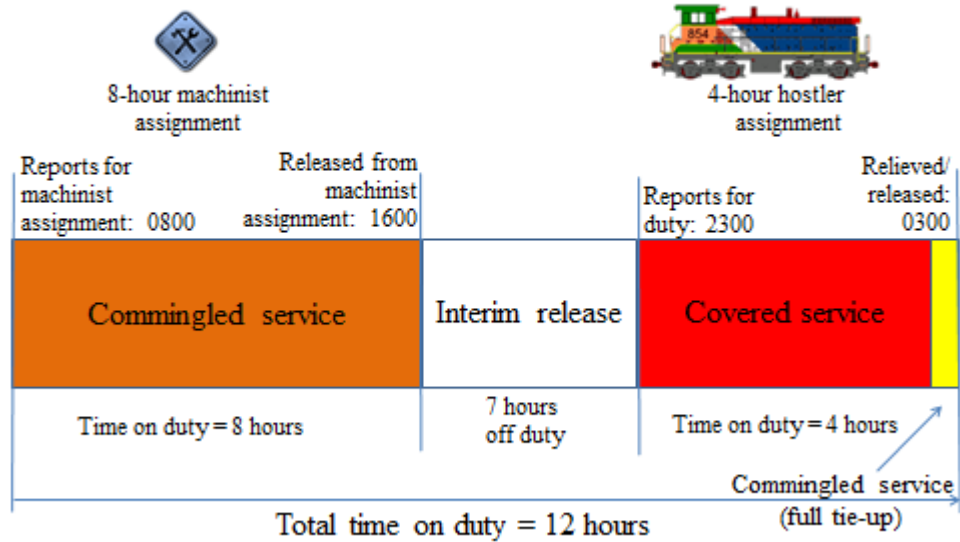 854
8-hour machinist
assignment
4-hour hostler
assignment
Reports for
machinist
assignment: 0800
Released from
machinist
assignment: 1600
Reports for
duty: 2300
Relieved/
released:
0300
Commingled service
Interim release
Covered service
Time on duty = 8 hours
7 hours
off duty
Time on duty = 4 hours
Commingled service
(full tie-up)
Total time on duty = 12 hours